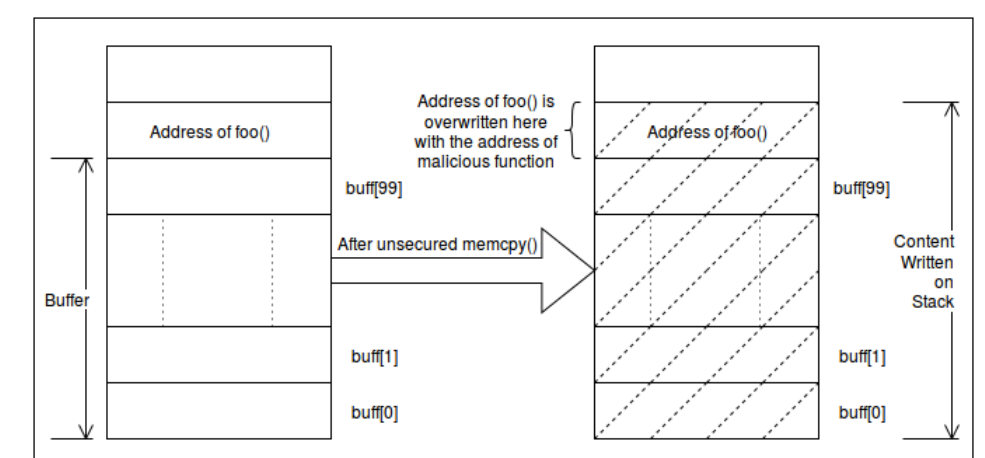 Address of foo()
buff[99]
Buffer
buff[1]
buff[0]
After unsecured memcpy()
Address of foo() is
overwritten here
with the address of
malicious function
Address of foo()
buff[99]
Content
Written
on
Stack
buff[1]
buff[0]